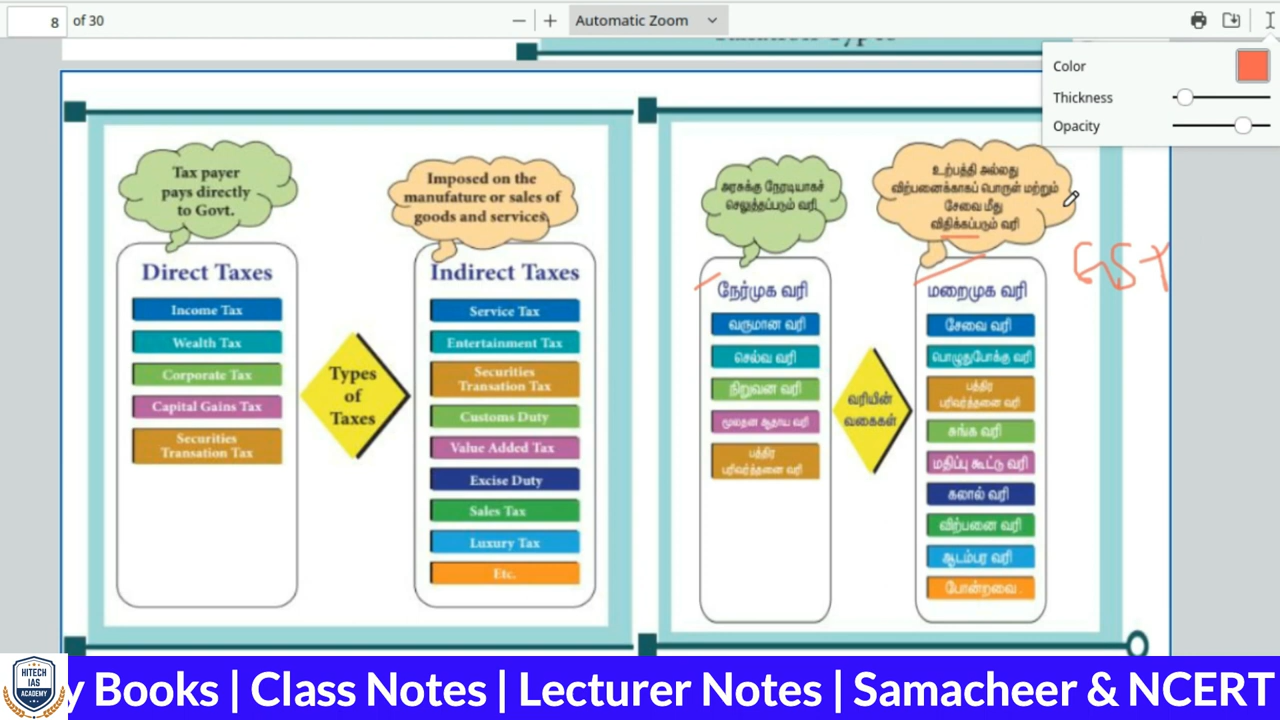 8 of 30
Automatic Zoom
Color
Thickness
Opacity
Tax payer
pays directly
to Govt.
Imposed on the
manufature or sales of
goods and services
Direct Taxes
Income Tax
Wealth Tax
Corporate Tax
Capital Gains Tax
Securities
Transation Tax
Types
of
Taxes
Indirect Taxes
Service Tax
Entertainment Tax
Securities
Transation Tax
Customs Duty
Value Added Tax
Excise Duty
Sales Tax
Luxury Tax
Etc.
அரசுக்கு நேரடியாகச்
செலுத்தப்படும் வரி
உற்பத்தி அல்லது
விற்பனைக்காகப் பொருள் மற்றும்
சேவை மீது
விதிக்கப்படும் வரி
நேர்முக வரி
வருமான வரி
செல்வ வரி
நிறுவன வரி
மூலதன ஆதாய வரி
பத்திர
பரிவர்த்தனை வரி
வரியின்
வகைகள்
மறைமுக வரி
சேவை வரி
பொழுதுபோக்கு வரி
பத்திர
பரிவர்த்தனை வரி
சுங்க வரி
மதிப்பு கூட்டு வரி
கலால் வரி
விற்பனை வரி
ஆடம்பர வரி
போன்றவை .
GST
HITECH
IAS
ACADEMY
y Books | Class Notes | Lecturer Notes | Samacheer & NCERT